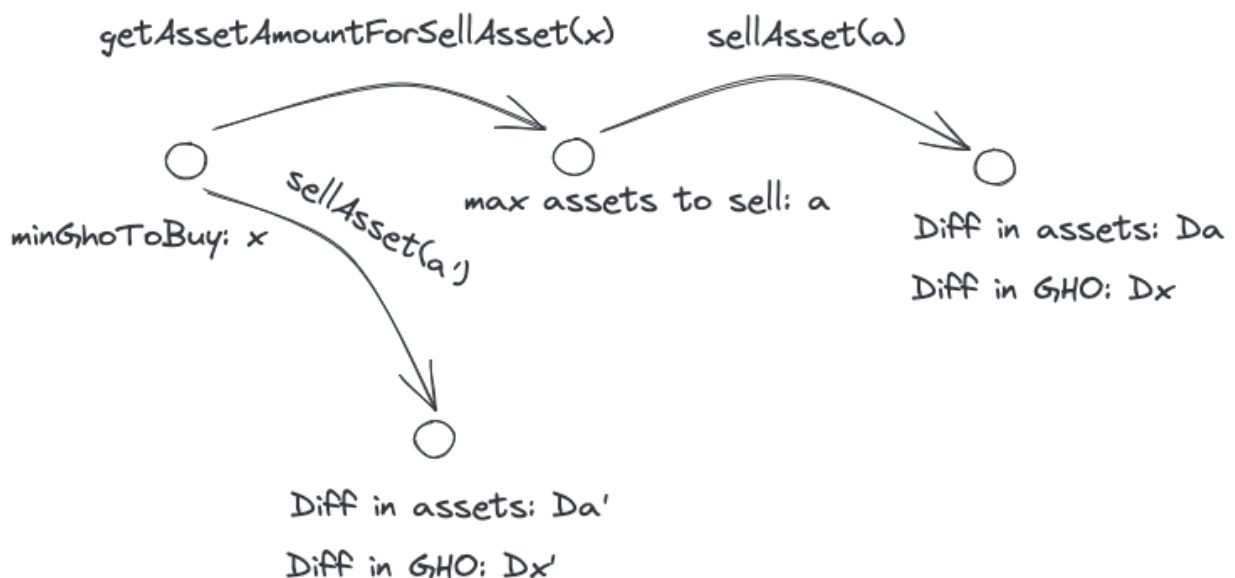 getAssetAmountForSellAsset(x)
sellAsset(a)
sellAsset(a')
max assets to sell: a
minGhoToBuy: x
Diff in assets: Da
Diff in GHO: Dx
Diff in assets: Da'
Diff in GHO: Dx'